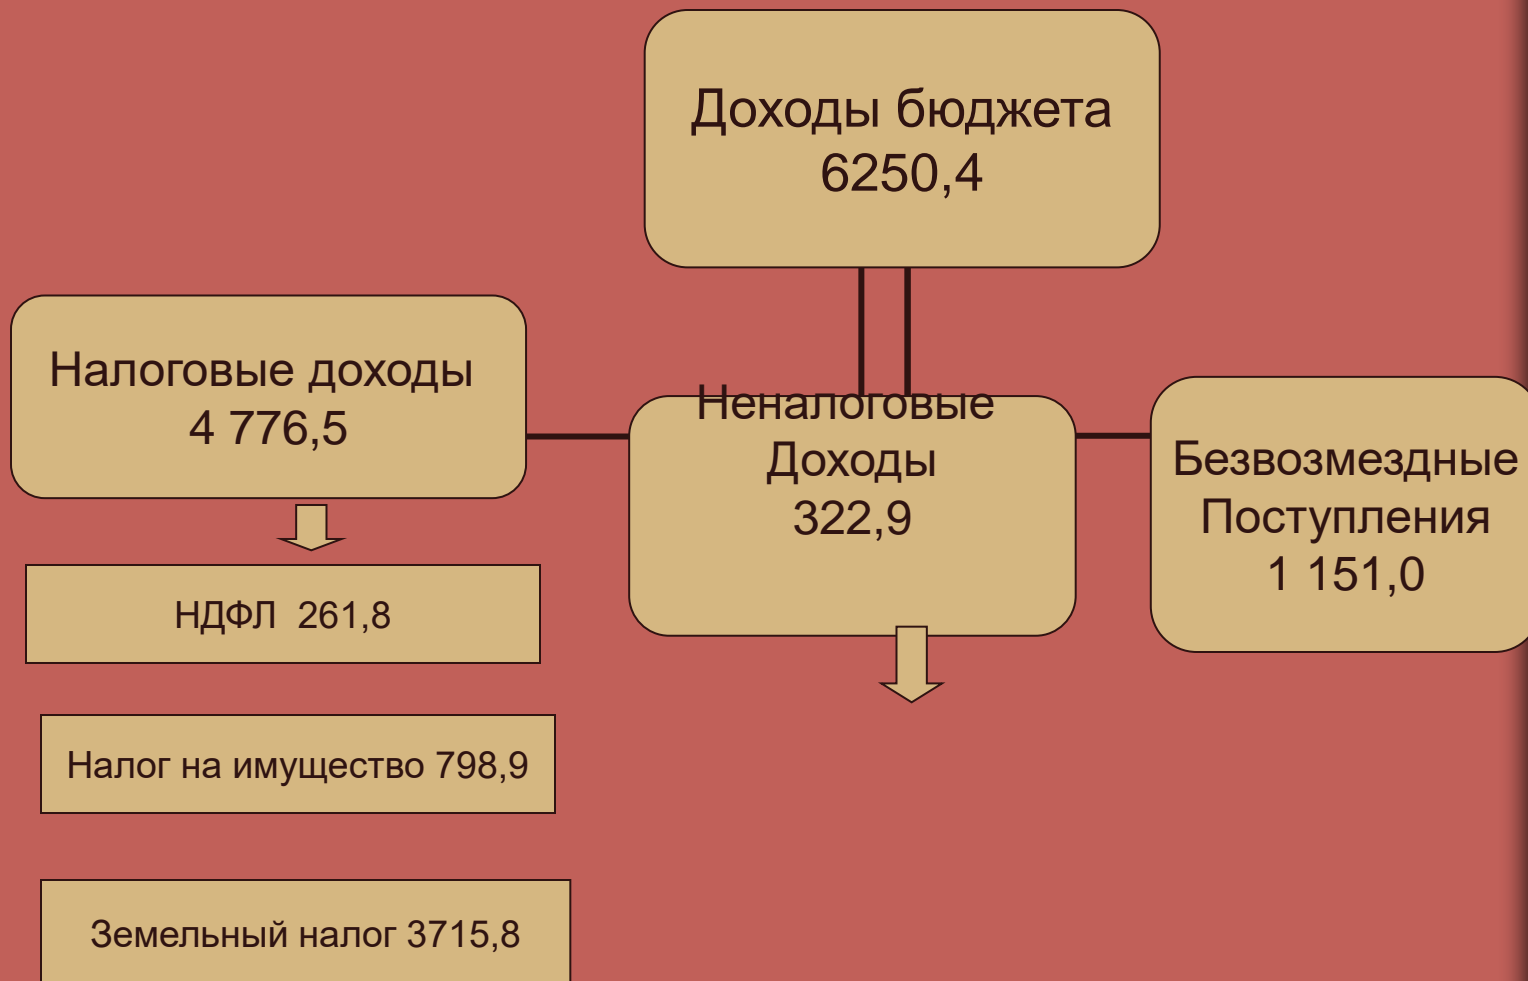 Доходы бюджета
6250,4
Налоговые доходы
4 776,5
Неналоговые
Доходы
322,9
Безвозмездные
Поступления
1 151,0
НДФЛ  261,8
Налог на имущество 798,9
Земельный налог 3715,8